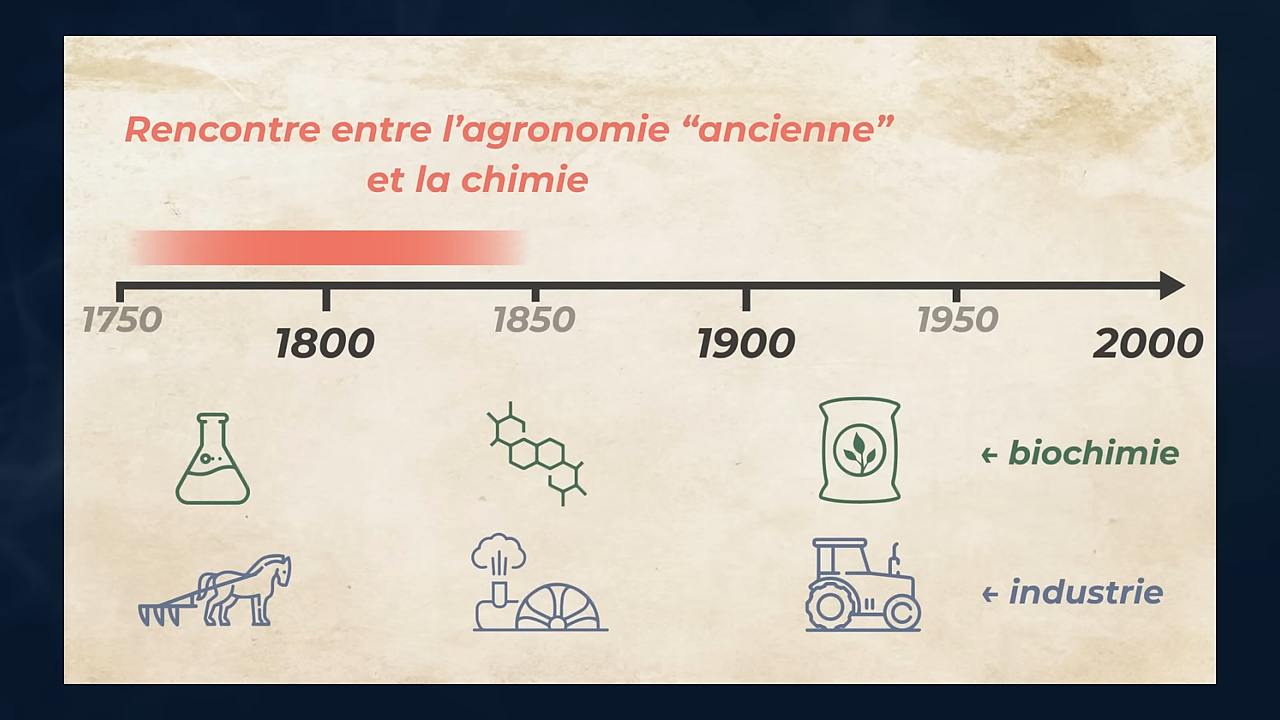 Rencontre entre l’agronomie “ancienne”
et la chimie
1750
1800
1850
1900
1950
2000
← biochimie
← industrie